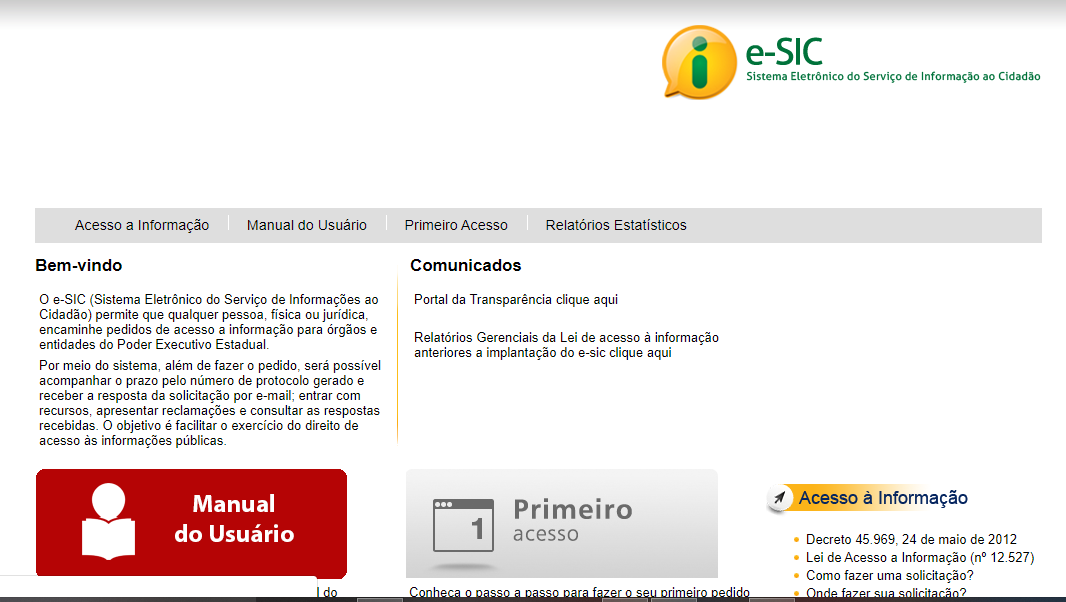 e-SIC
Sistema Eletrônico do Serviço de Informação ao Cidadão
Acesso a Informação
Manual do Usuário
Primeiro Acesso
Relatórios Estatísticos
Bem-vindo
O e-SIC (Sistema Eletrônico do Serviço de Informações ao
Cidadão) permite que qualquer pessoa, física ou jurídica,
encaminhe pedidos de acesso a informação para órgãos e
entidades do Poder Executivo Estadual.
Por meio do sistema, além de fazer o pedido, será possível
acompanhar o prazo pelo número de protocolo gerado e
receber a resposta da solicitação por e-mail; entrar com
recursos, apresentar reclamações e consultar as respostas
recebidas. O objetivo é facilitar o exercício do direito de
acesso às informações públicas.
Comunicados
Portal da Transparência clique aqui
Relatórios Gerenciais da Lei de acesso à informação
anteriores a implantação do e-sic clique aqui
Manual
do Usuário
do
1
Primeiro
acesso
Conheça o passo a passo para fazer o seu primeiro pedido
Acesso à Informação
Decreto 45.969, 24 de maio de 2012
Lei de Acesso a Informação (nº 12.527)
Como fazer uma solicitação?
Onde fazer sua solicitação?